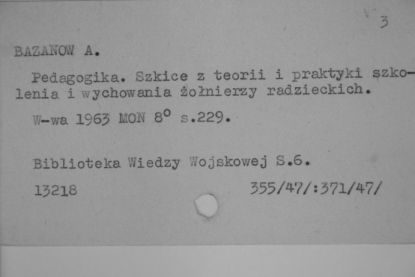 3
BAZANOW A.
Pedagogika. Szkice z teorii i praktyki szko-
lenia i wychowania żołnierzy radzieckich.
W-wa 1963 MON 8° s.229.
Biblioteka Wiedzy Wojskowej S.6.
13218 355/47/:371/47/